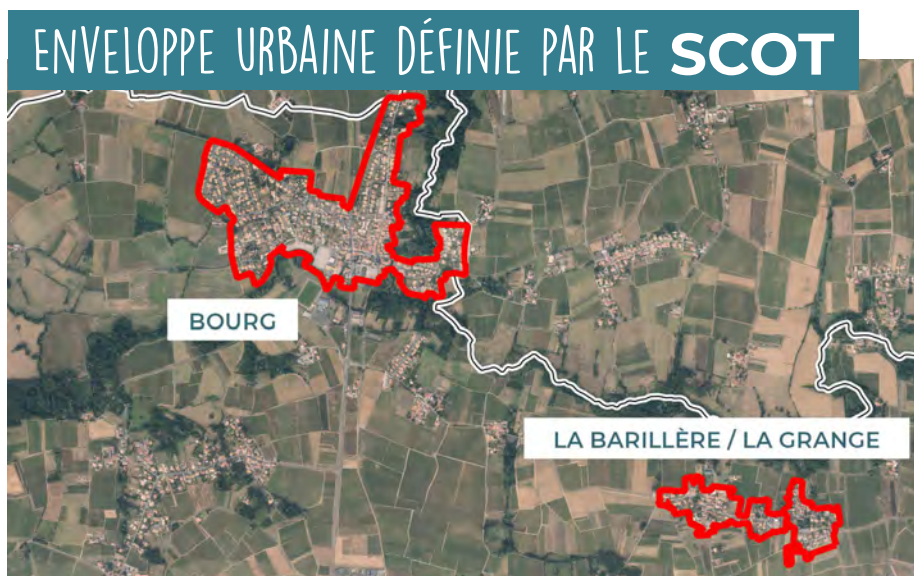 ENVELOPPE URBAINE DÉFINIE PAR LE SCOT
BOURG
LA BARILLÈRE / LA GRANGE